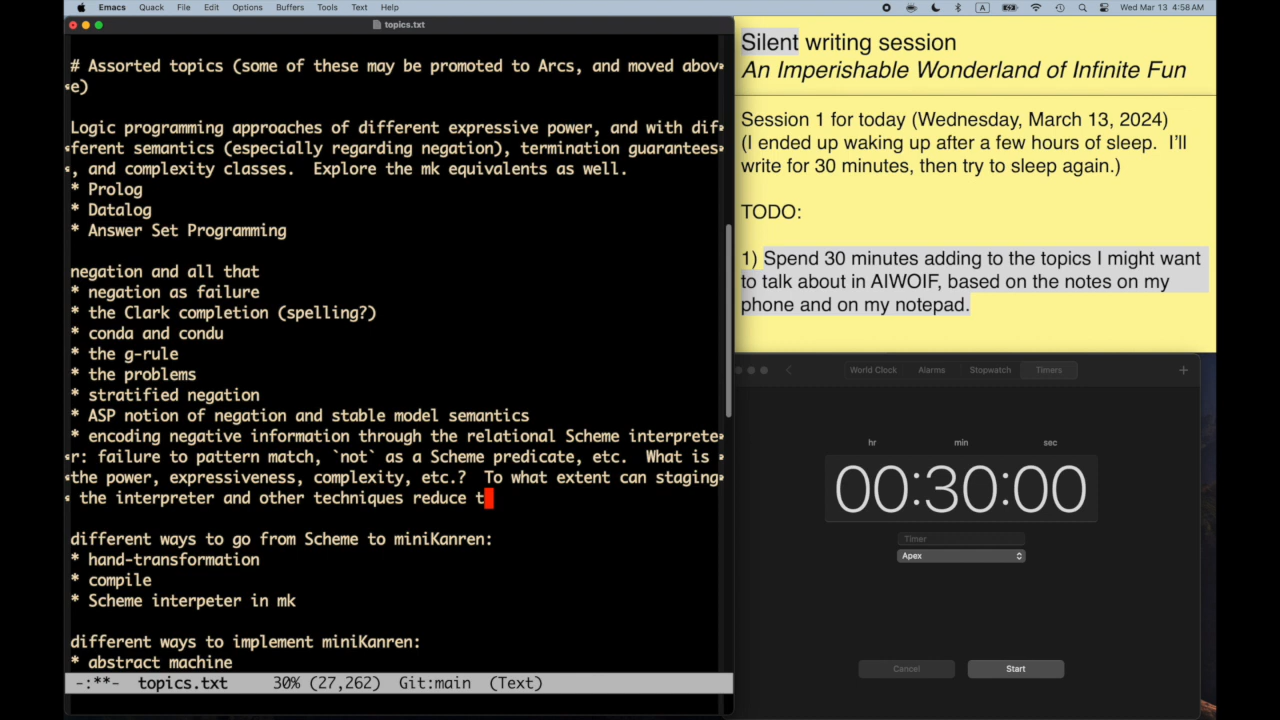 Emacs Quack File Edit Options Buffers Tools Text Help
A
Wed Mar 13 4:58 AM
topics.txt
# Assorted topics (some of these may be promoted to Arcs, and moved abov
e)
Logic programming approaches of different expressive power, and with dif
ferent semantics (especially regarding negation), termination guarantees
, and complexity classes.  Explore the mk equivalents as well.
* Prolog
* Datalog
* Answer Set Programming
negation and all that
* negation as failure
* the Clark completion (spelling?)
* conda and condu
* the g-rule
* the problems
* stratified negation
* ASP notion of negation and stable model semantics
* encoding negative information through the relational Scheme interprete
r: failure to pattern match, `not` as a Scheme predicate, etc.  What is
the power, expressiveness, complexity, etc.?  To what extent can staging
the interpreter and other techniques reduce t
different ways to go from Scheme to miniKanren:
* hand-transformation
* compile
* Scheme interpeter in mk
different ways to implement miniKanren:
* abstract machine
-:**-  topics.txt     30% (27,262)  Git:main  (Text)
Silent writing session
An Imperishable Wonderland of Infinite Fun
Session 1 for today (Wednesday, March 13, 2024)
(I ended up waking up after a few hours of sleep.  I'll
write for 30 minutes, then try to sleep again.)
TODO:
1) Spend 30 minutes adding to the topics I might want
to talk about in AIWOIF, based on the notes on my
phone and on my notepad.
World Clock Alarms Stopwatch Timers
hr min sec
00:30:00
Timer
Apex
Cancel Start